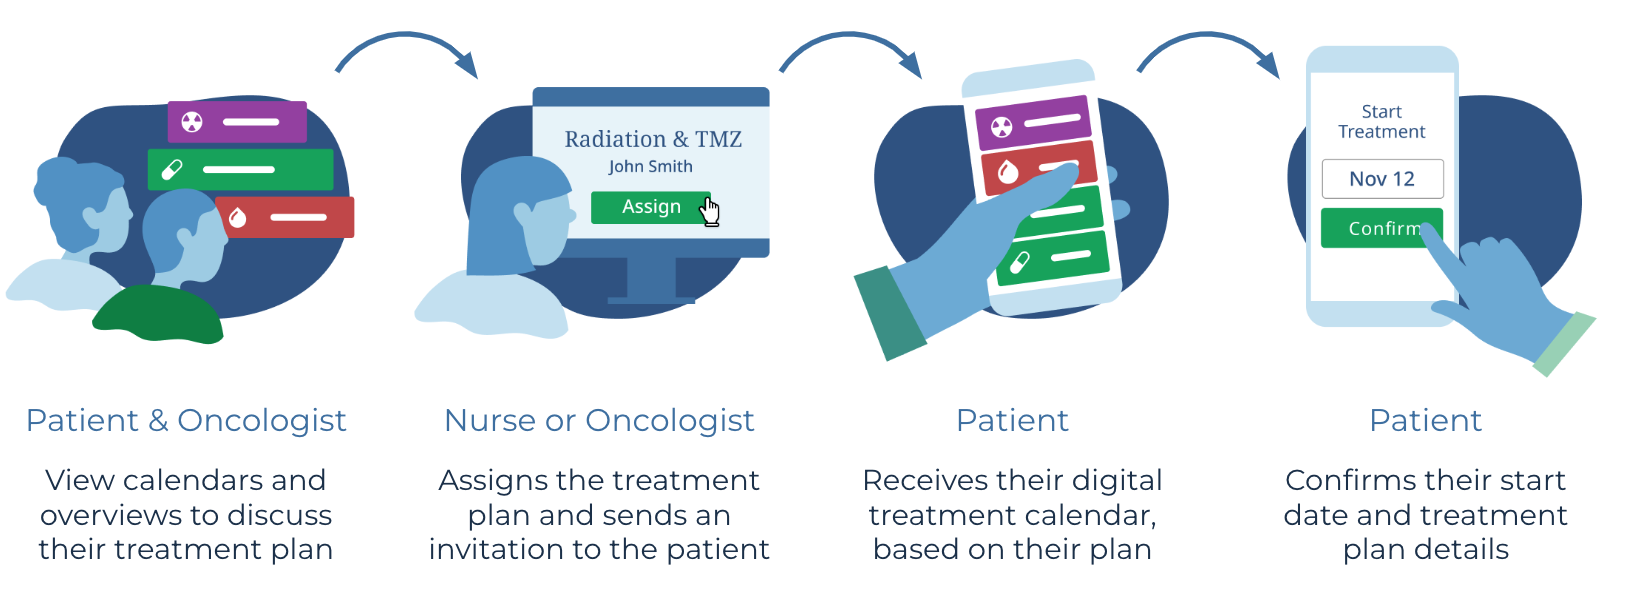 Radiation & TMZ
John Smith
Assign
Start
Treatment
Nov 12
Confirm
Patient & Oncologist
View calendars and
overviews to discuss
their treatment plan
Nurse or Oncologist
Assigns the treatment
plan and sends an
invitation to the patient
Patient
Receives their digital
treatment calendar,
based on their plan
Patient
Confirms their start
date and treatment
plan details